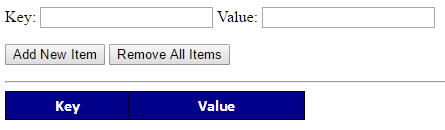 Key: Value:
Add New Item Remove All Items
Key Value